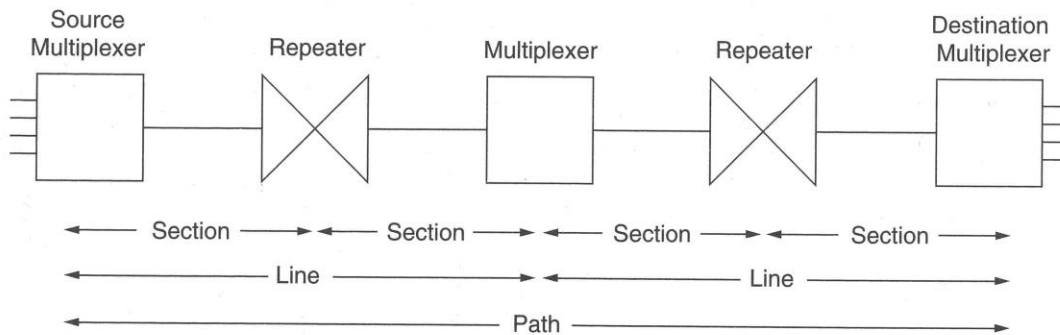 Source
Multiplexer
Repeater
Multiplexer
Repeater
Destination
Multiplexer
Section
Section
Section
Section
Line
Line
Path